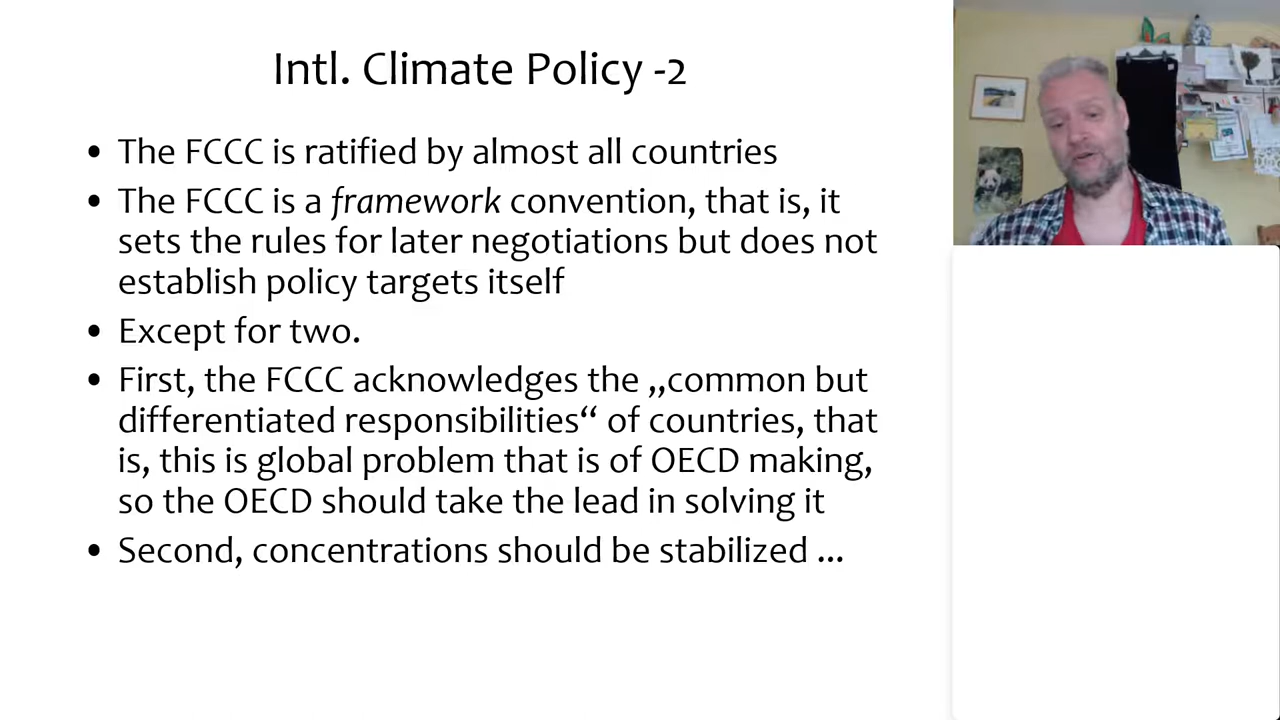 Intl. Climate Policy -2
• The FCCC is ratified by almost all countries
• The FCCC is a framework convention, that is, it
sets the rules for later negotiations but does not
establish policy targets itself
• Except for two.
• First, the FCCC acknowledges the „common but
differentiated responsibilities“ of countries, that
is, this is global problem that is of OECD making,
so the OECD should take the lead in solving it
• Second, concentrations should be stabilized ...